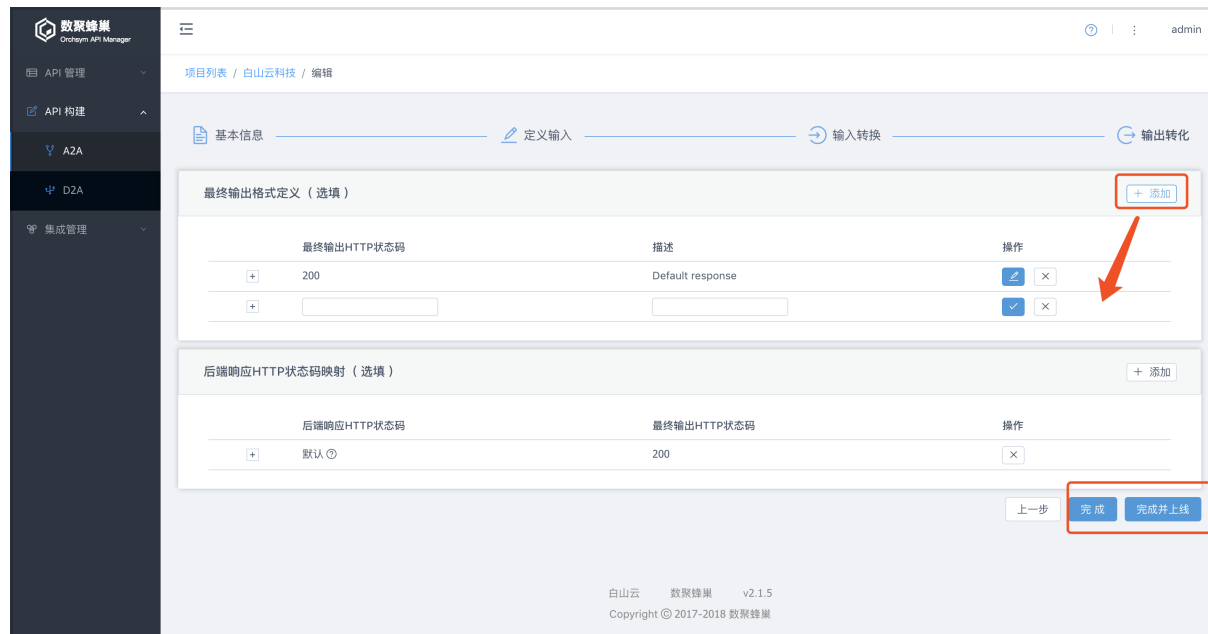 数聚蜂巢
Orchsym API Manager
admin
API 管理
API 构建
A2A
D2A
集成管理
项目列表 / 白山云科技 / 编辑
基本信息 定义输入 输入转换 输出转化
最终输出格式定义 ( 选填 ) + 添加
最终输出HTTP状态码 描述 操作
200 Default response
后端响应HTTP状态码映射 ( 选填 ) + 添加
后端响应HTTP状态码 最终输出HTTP状态码 操作
默认 200
上一步 完 成 完成并上线
白山云 数聚蜂巢 v2.1.5
Copyright © 2017-2018 数聚蜂巢